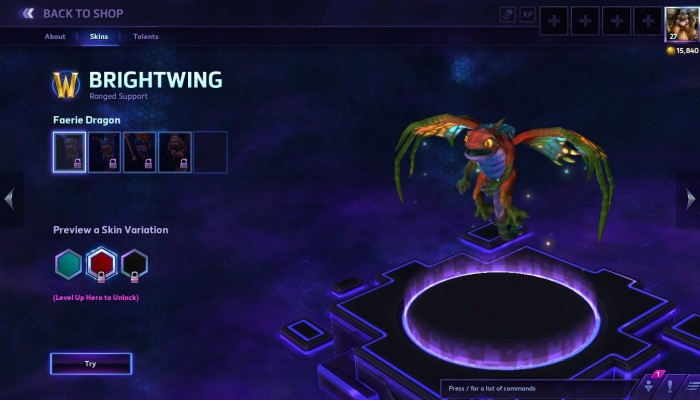 BACK TO SHOP
XP
27
15,840
About
Skins
Talents
W
BRIGHTWING
Ranged Support
Faerie Dragon
Preview a Skin Variation
(Level Up Hero to Unlock)
Try
Press / for a list of commands
1